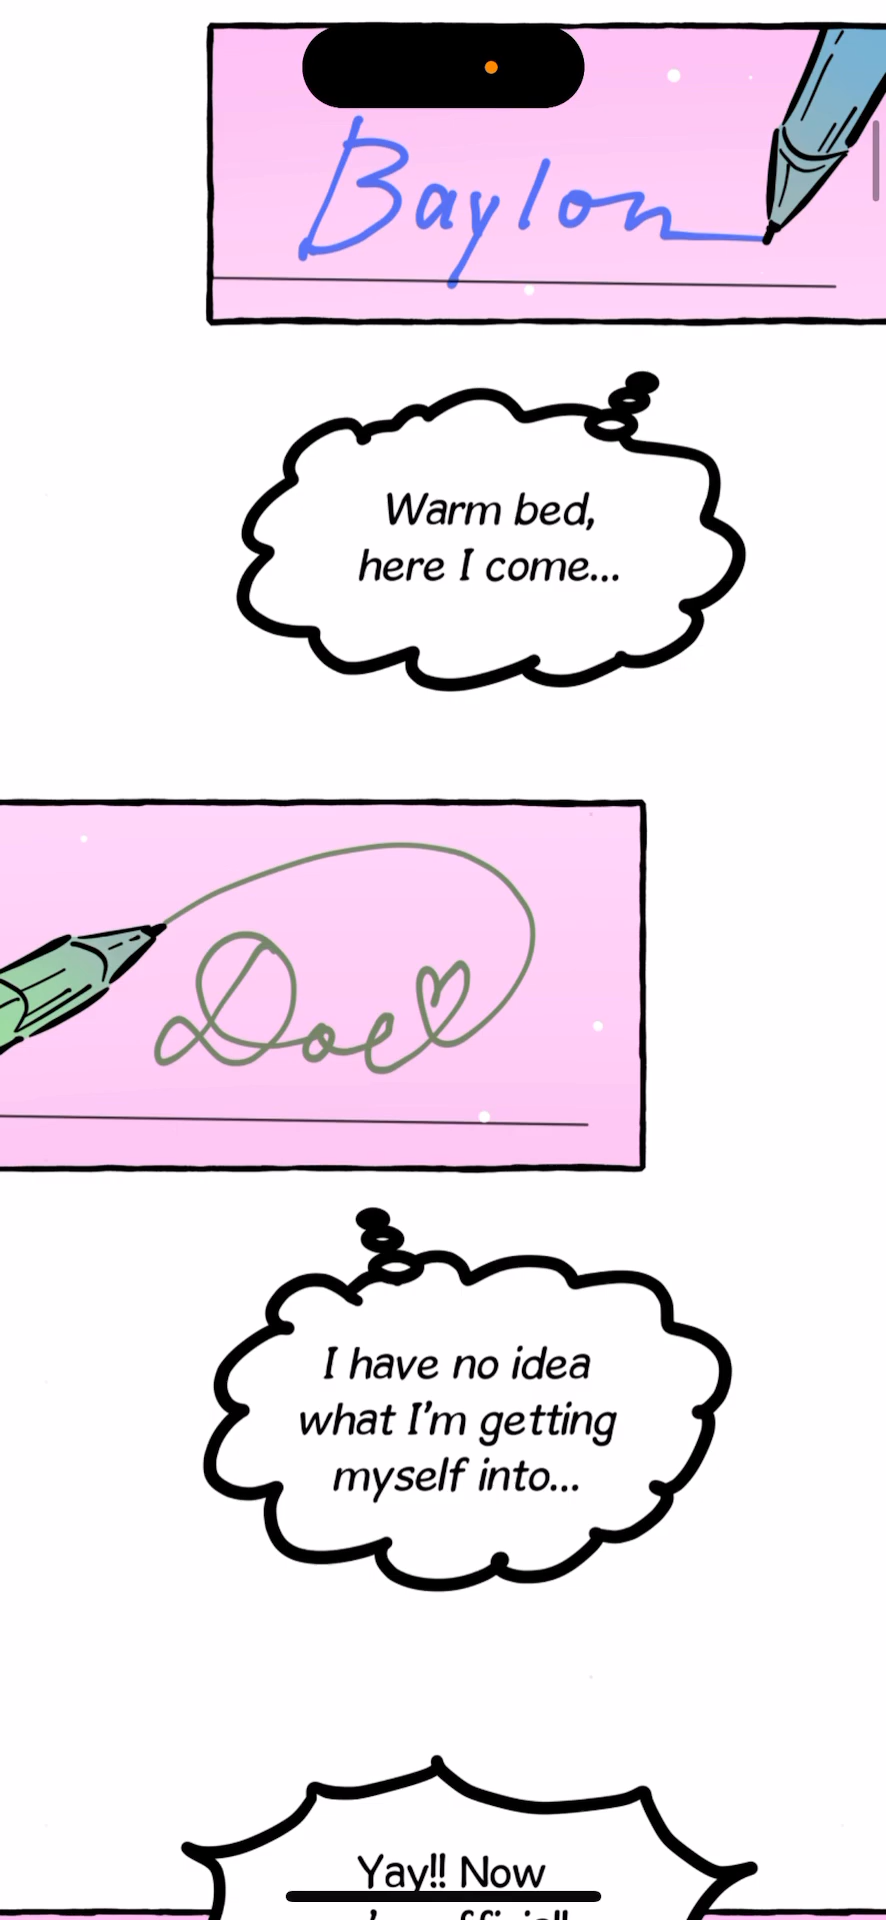 Baylon
Warm bed,
here I come...
Doe
I have no idea
what I'm getting
myself into...
Yay!! Now